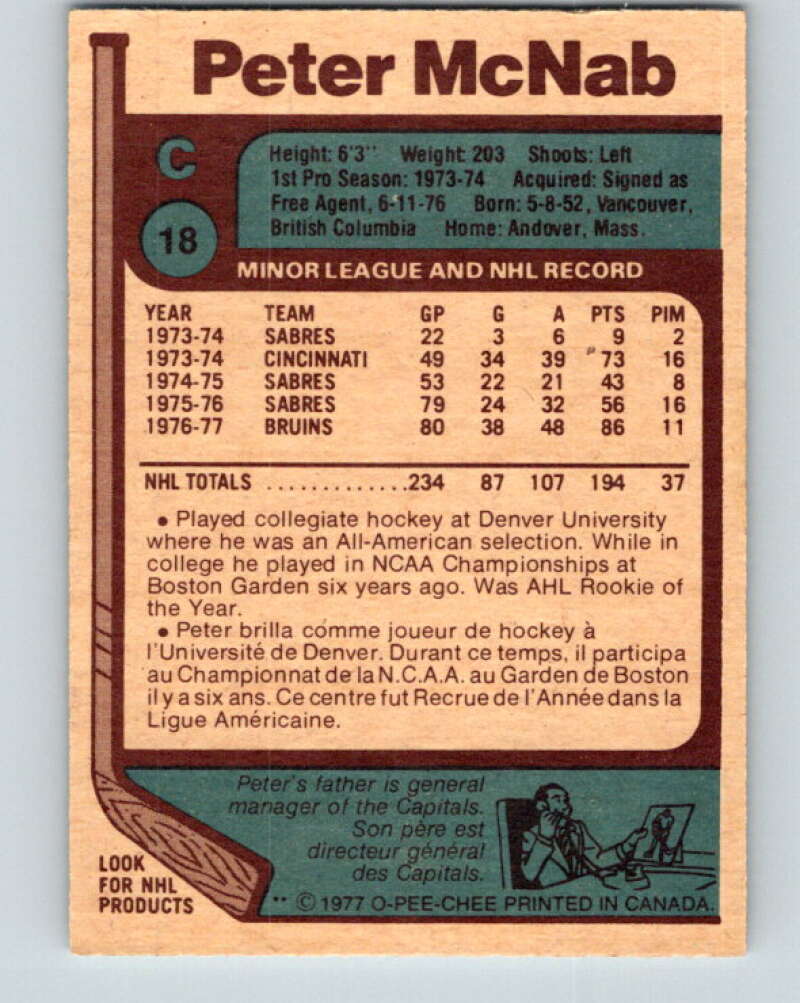 Peter McNab
C
Height: 6'3" Weight: 203 Shoots: Left
1st Pro Season: 1973-74 Acquired: Signed as
Free Agent, 6-11-76 Born: 5-8-52, Vancouver,
British Columbia Home: Andover, Mass.
18
MINOR LEAGUE AND NHL RECORD
YEAR TEAM GP G A PTS PIM
1973-74 SABRES 22 3 6 9 2
1973-74 CINCINNATI 49 34 39 73 16
1974-75 SABRES 53 22 21 43 8
1975-76 SABRES 79 24 32 56 16
1976-77 BRUINS 80 38 48 86 11
NHL TOTALS .............234 87 107 194 37
• Played collegiate hockey at Denver University
where he was an All-American selection. While in
college he played in NCAA Championships at
Boston Garden six years ago. Was AHL Rookie of
the Year.
• Peter brilla comme joueur de hockey à
l'Université de Denver. Durant ce temps, il participa
au Championnat de la N.C.A.A. au Garden de Boston
il y a six ans. Ce centre fut Recrue de l'Année dans la
Ligue Américaine.
Peter's father is general
manager of the Capitals.
Son père est
directeur général
des Capitals.
LOOK
FOR NHL
PRODUCTS
** © 1977 O-PEE-CHEE PRINTED IN CANADA.